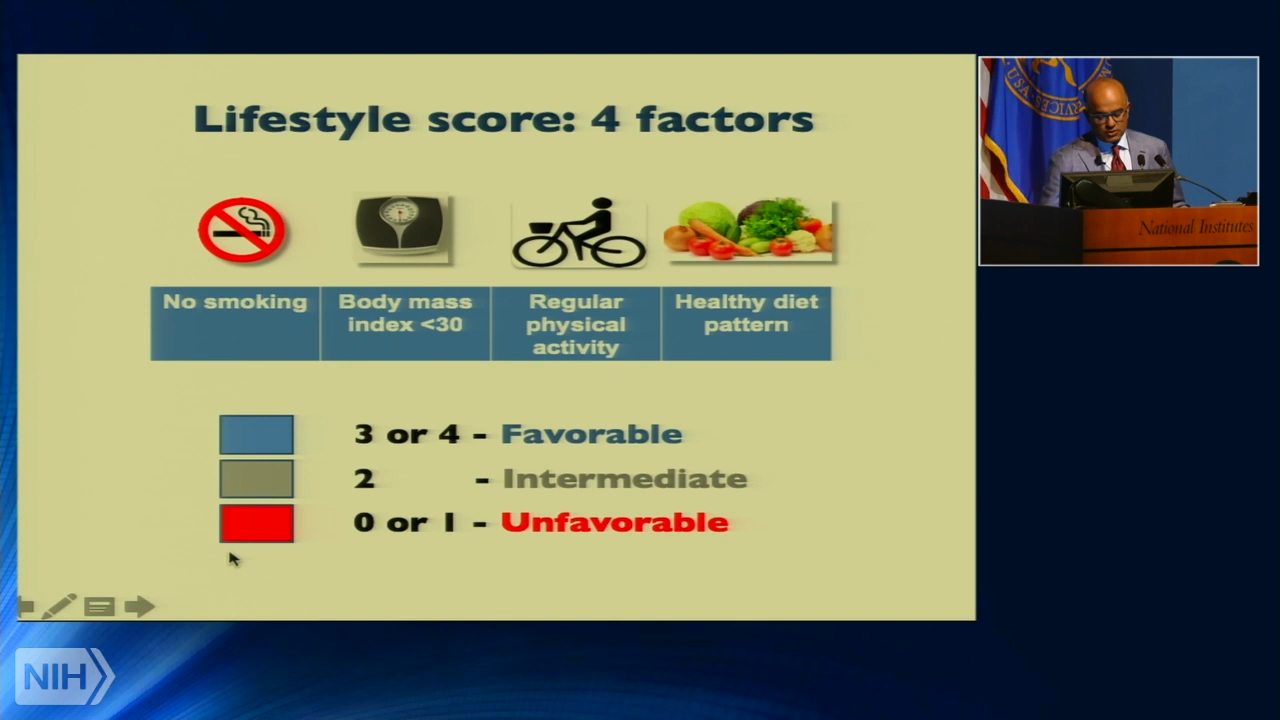 Lifestyle score: 4 factors
No smoking
Body mass
index <30
Regular
physical
activity
Healthy diet
pattern
3 or 4 - Favorable
2 - Intermediate
0 or 1 - Unfavorable
National Institutes
NIH